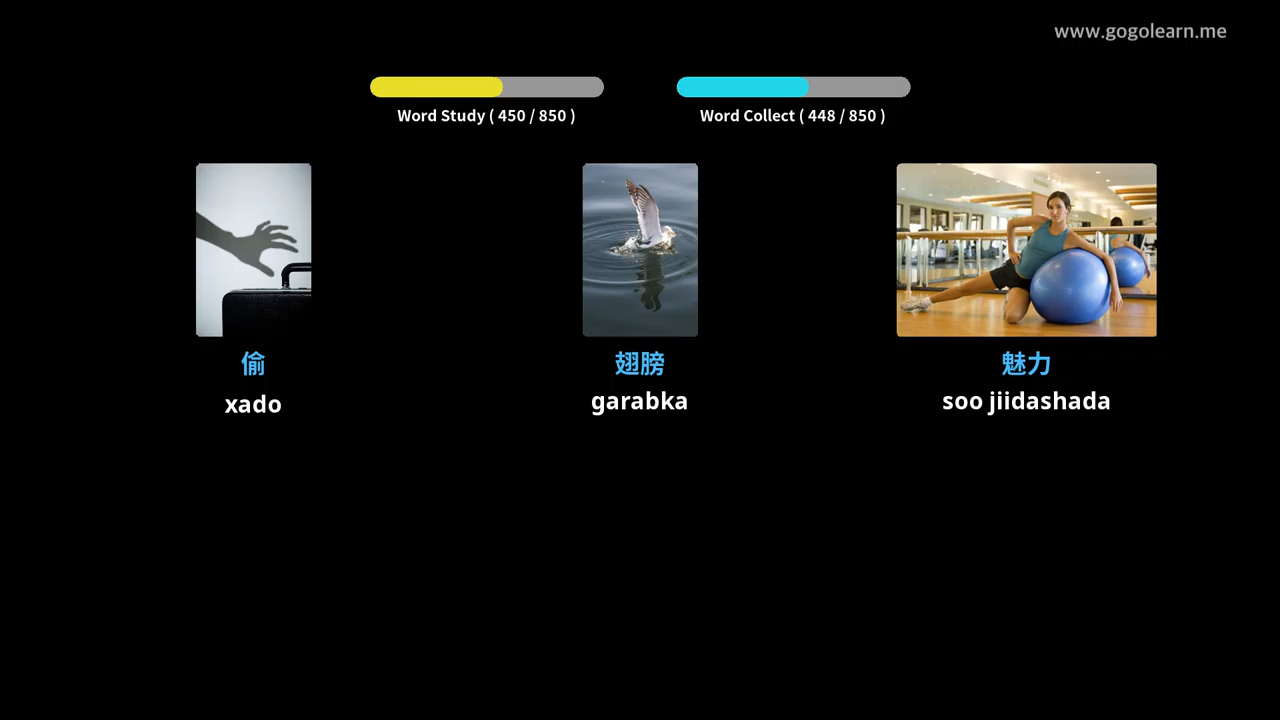 www.gogolearn.me
Word Study ( 450 / 850 )
Word Collect ( 448 / 850 )
偷
翅膀
魅力
xado
garabka
soo jiidashada